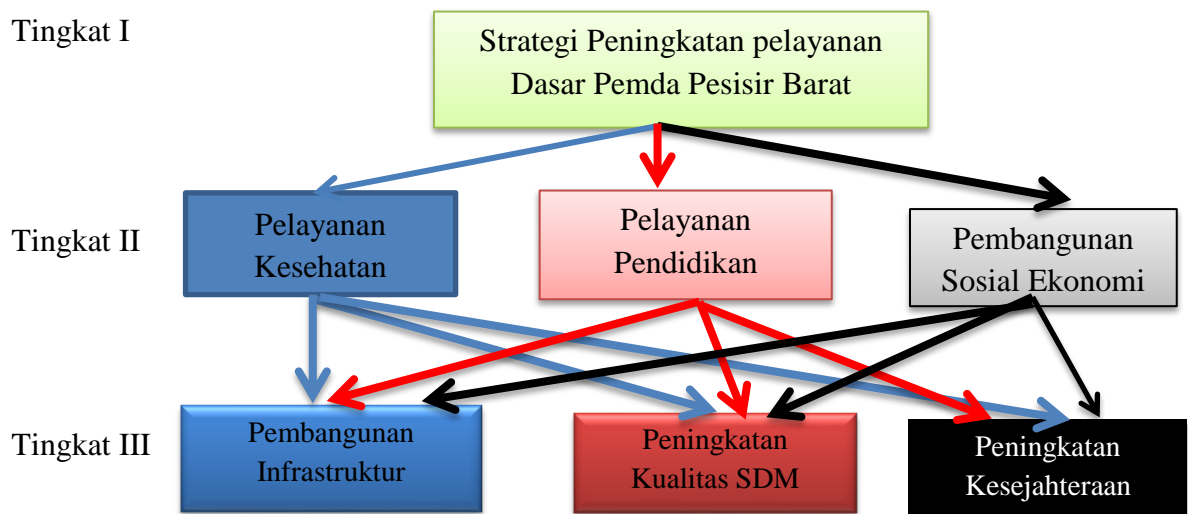 Tingkat I
Strategi Peningkatan pelayanan
Dasar Pemda Pesisir Barat
Tingkat II
Pelayanan
Kesehatan
Pelayanan
Pendidikan
Pembangunan
Sosial Ekonomi
Tingkat III
Pembangunan
Infrastruktur
Peningkatan
Kualitas SDM
Peningkatan
Kesejahteraan